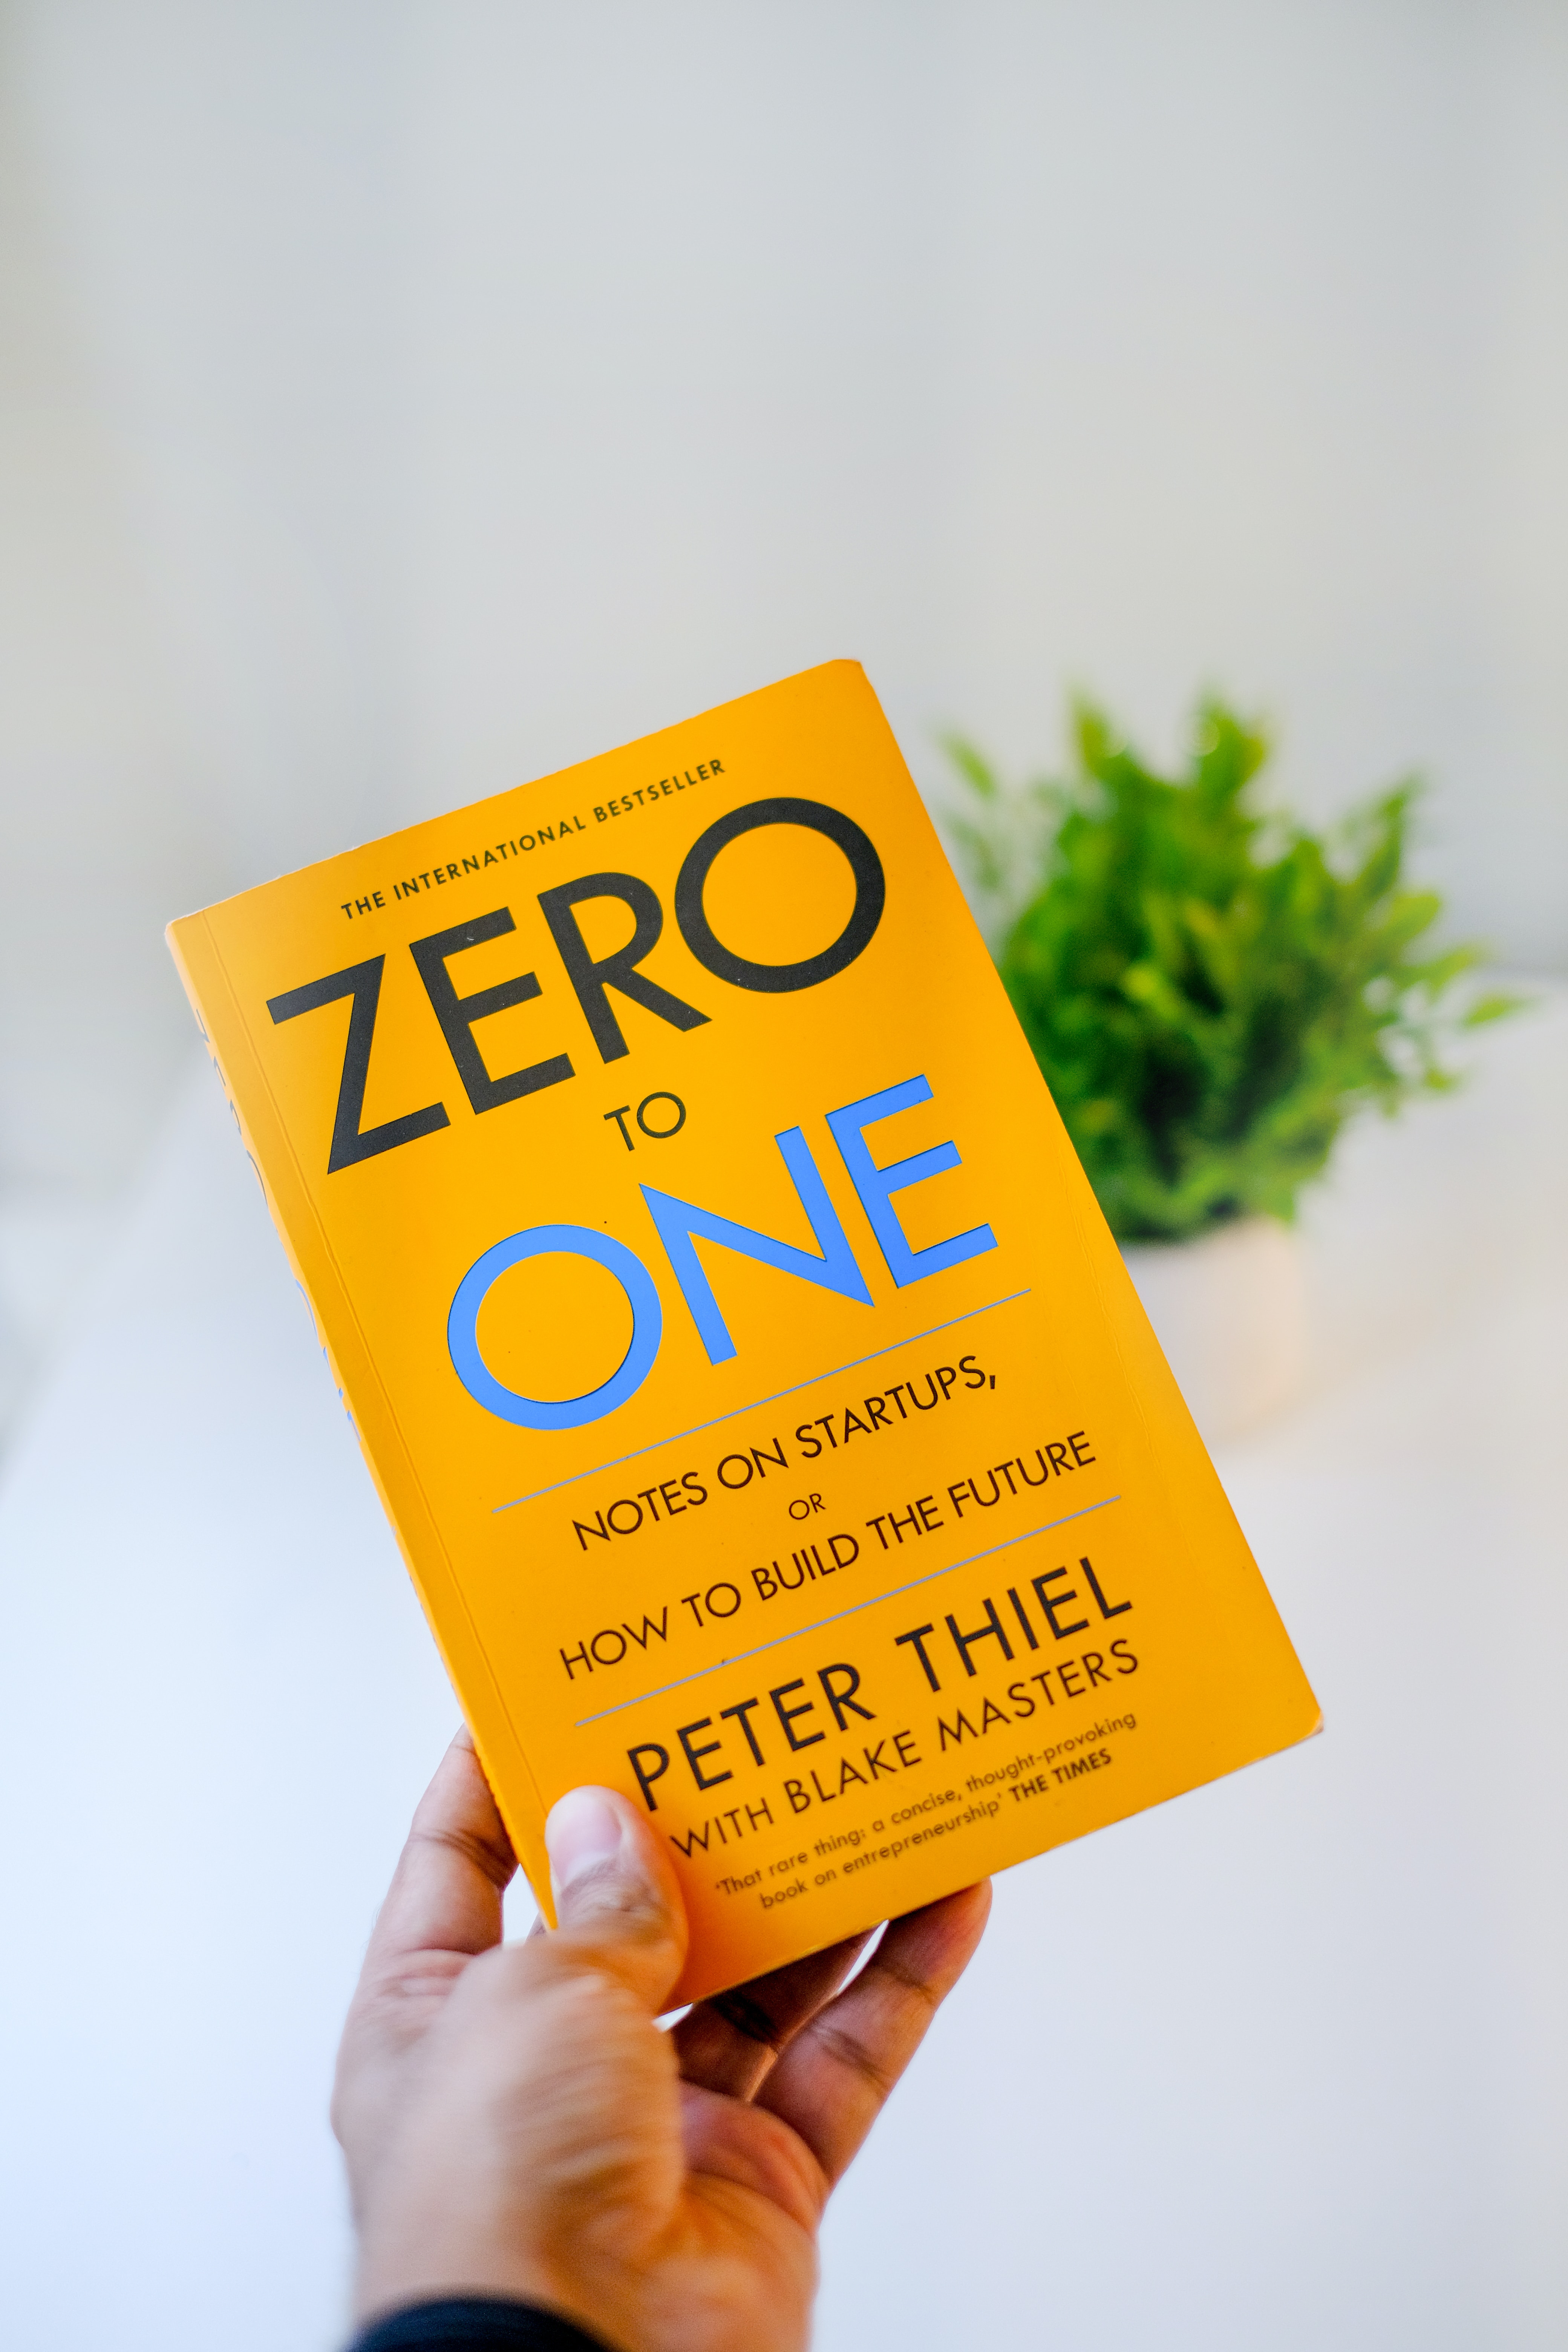 THE INTERNATIONAL BESTSELLER
ZERO
TO
ONE
NOTES ON STARTUPS,
OR
HOW TO BUILD THE FUTURE
PETER THIEL
WITH BLAKE MASTERS
‘That rare thing: a concise, thought-provoking
book on entrepreneurship’ THE TIMES